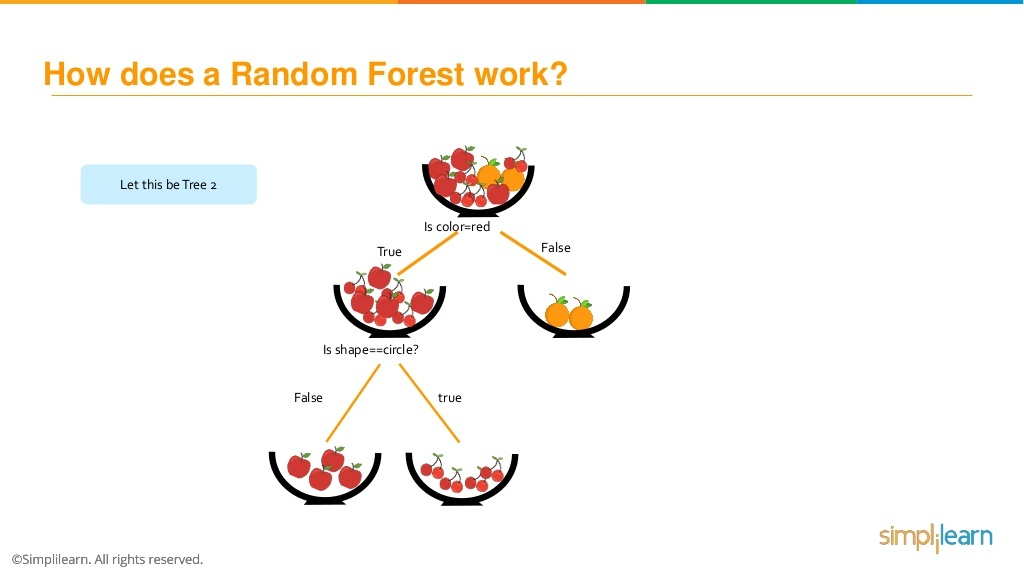 How does a Random Forest work?
Let this be Tree 2
Is color=red
True
False
Is shape==circle?
False
true
simplilearn
©Simplilearn. All rights reserved.